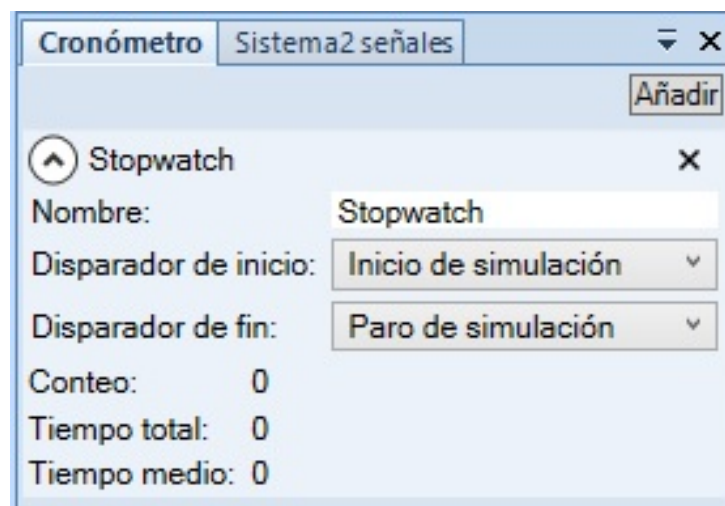 Cronómetro Sistema2 señales
Añadir
Stopwatch
Nombre: Stopwatch
Disparador de inicio: Inicio de simulación
Disparador de fin: Paro de simulación
Conteo: 0
Tiempo total: 0
Tiempo medio: 0